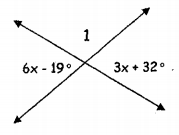 1
6x - 19° 3x + 32°